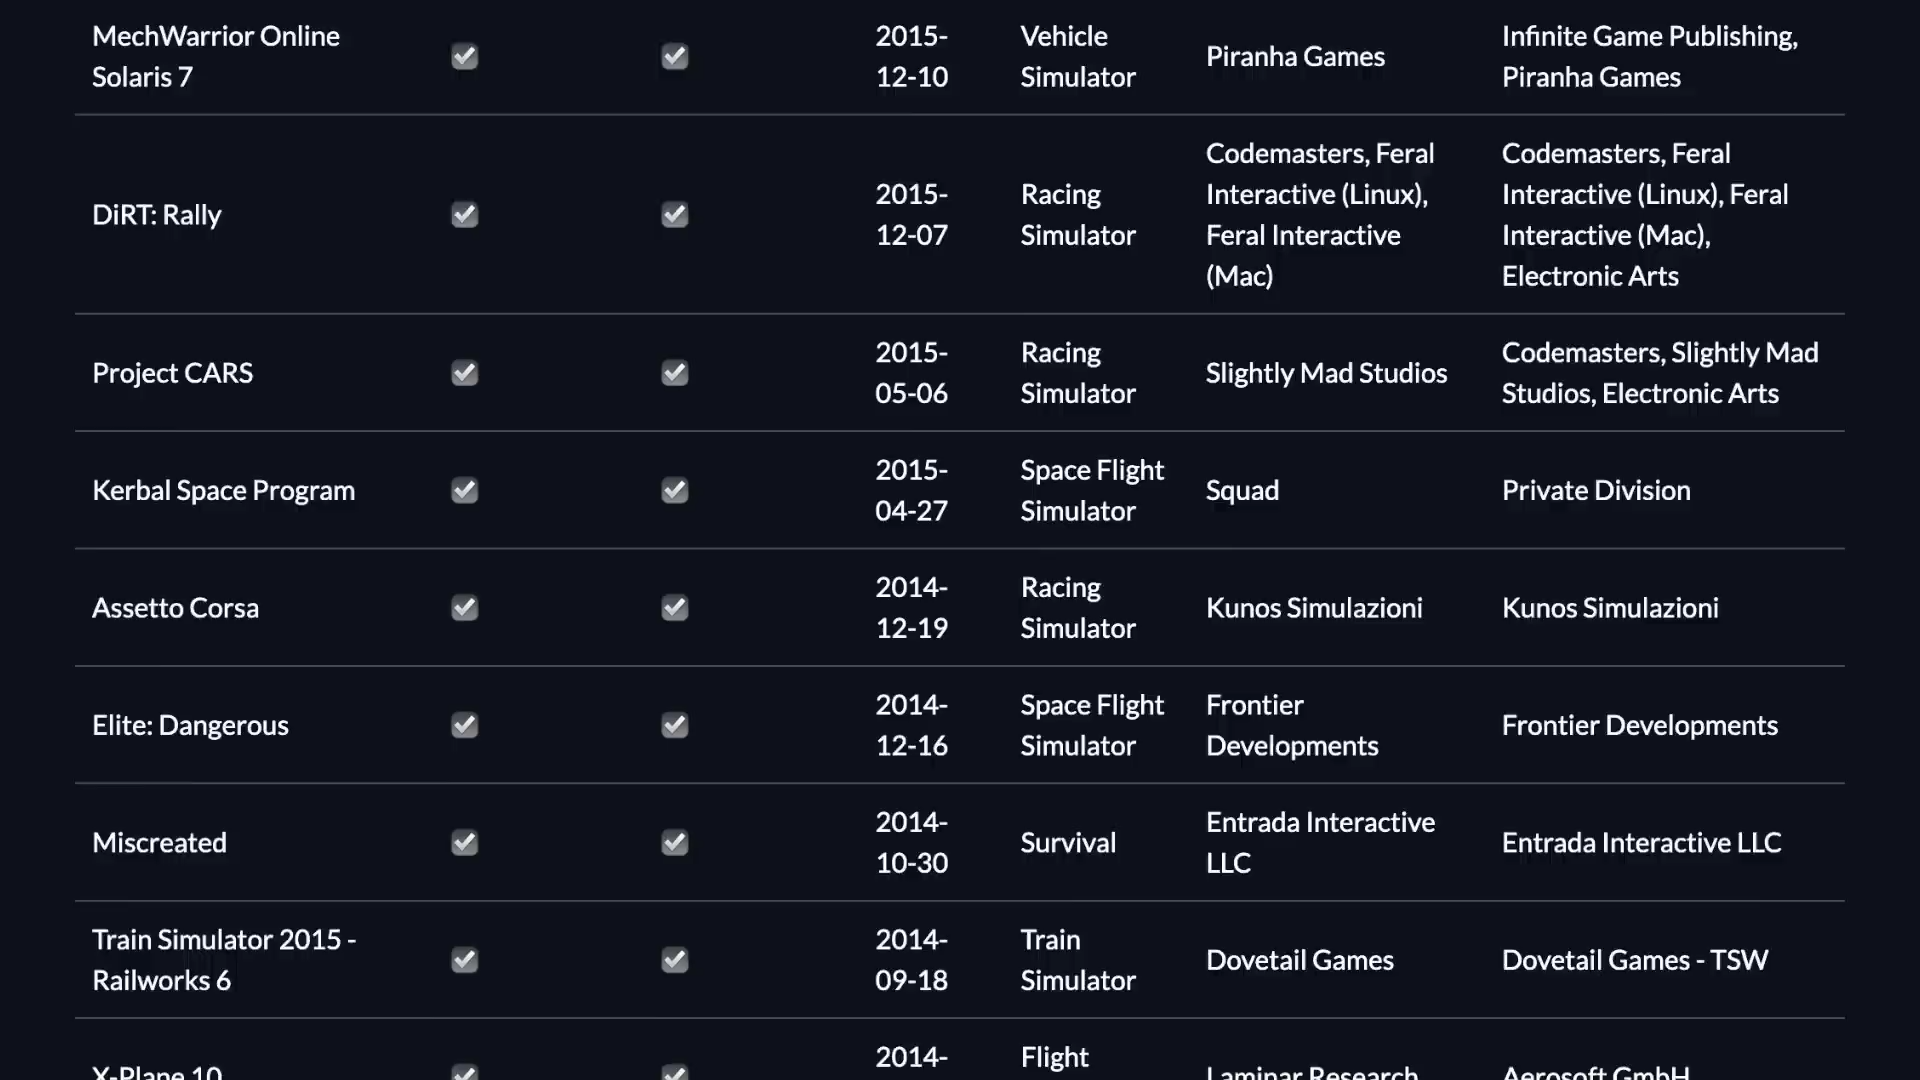 MechWarrior Online
Solaris 7
2015-
12-10
Vehicle
Simulator
Piranha Games
Infinite Game Publishing,
Piranha Games
DiRT: Rally
2015-
12-07
Racing
Simulator
Codemasters, Feral
Interactive (Linux),
Feral Interactive
(Mac)
Codemasters, Feral
Interactive (Linux), Feral
Interactive (Mac),
Electronic Arts
Project CARS
2015-
05-06
Racing
Simulator
Slightly Mad Studios
Codemasters, Slightly Mad
Studios, Electronic Arts
Kerbal Space Program
2015-
04-27
Space Flight
Simulator
Squad
Private Division
Assetto Corsa
2014-
12-19
Racing
Simulator
Kunos Simulazioni
Kunos Simulazioni
Elite: Dangerous
2014-
12-16
Space Flight
Simulator
Frontier
Developments
Frontier Developments
Miscreated
2014-
10-30
Survival
Entrada Interactive
LLC
Entrada Interactive LLC
Train Simulator 2015 -
Railworks 6
2014-
09-18
Train
Simulator
Dovetail Games
Dovetail Games - TSW
X-Plane 10
2014-
Flight
Laminar Research
Aerosoft GmbH